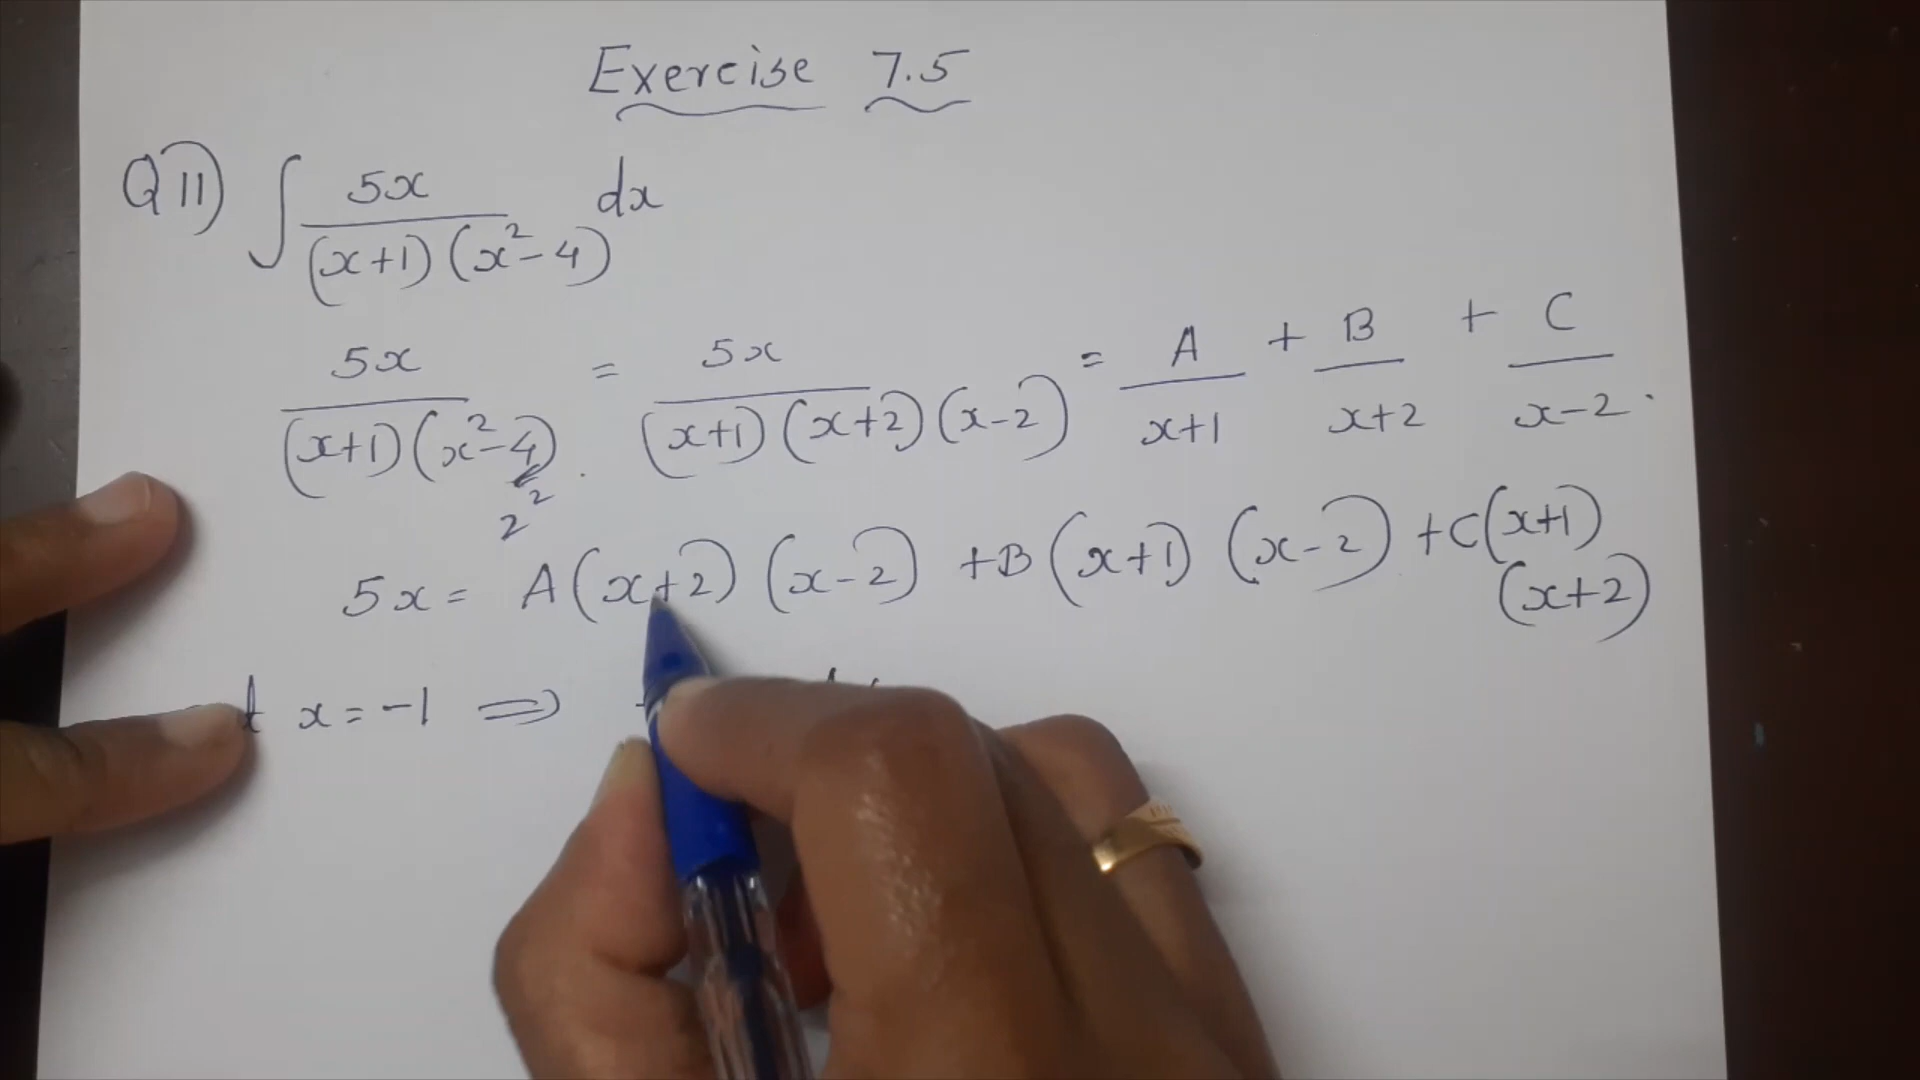 Exercise 7.5
Q11) ∫ 5x / (x+1)(x²-4) dx
5x / (x+1)(x²-4) = 5x / (x+1)(x+2)(x-2) = A / x+1 + B / x+2 + C / x-2 .
2²
5x = A(x+2)(x-2) +B(x+1)(x-2) +C(x+1)
(x+2)
x = -1 ⇒